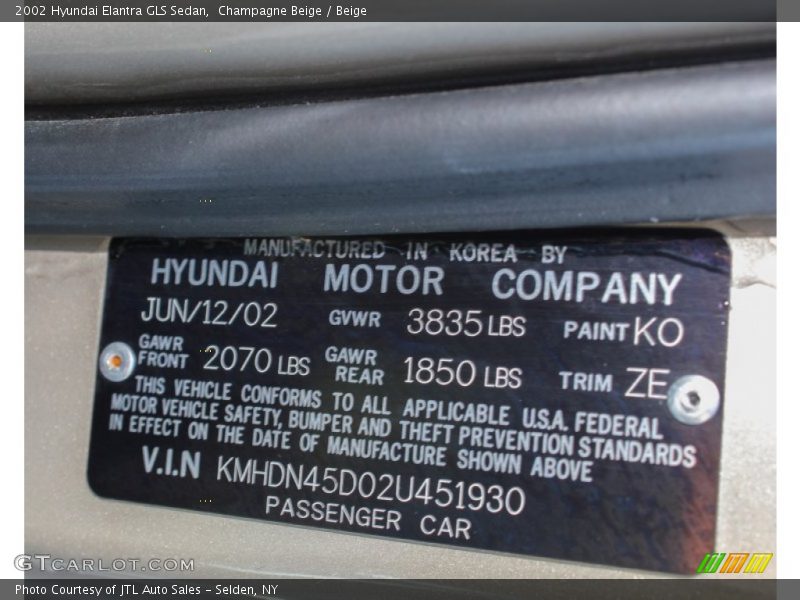 2002 Hyundai Elantra GLS Sedan,  Champagne Beige / Beige
MANUFACTURED IN KOREA BY
HYUNDAI MOTOR COMPANY
JUN/12/02 GVWR 3835 LBS PAINT KO
GAWR FRONT 2070 LBS GAWR REAR 1850 LBS TRIM ZE
THIS VEHICLE CONFORMS TO ALL APPLICABLE U.S.A. FEDERAL
MOTOR VEHICLE SAFETY, BUMPER AND THEFT PREVENTION STANDARDS
IN EFFECT ON THE DATE OF MANUFACTURE SHOWN ABOVE
V.I.N KMHDN45D02U451930
PASSENGER CAR
GTCARLOT.COM
Photo Courtesy of JTL Auto Sales - Selden, NY